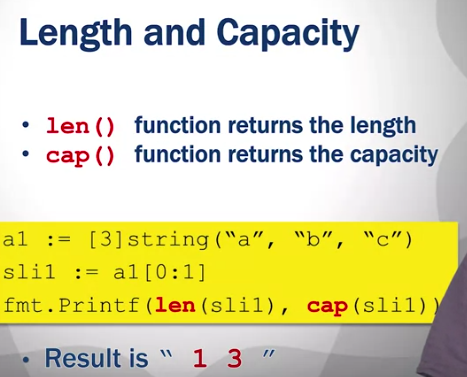 Length and Capacity
• len() function returns the length
• cap() function returns the capacity
a1 := [3]string(“a”, “b”, “c”)
sli1 := a1[0:1]
fmt.Printf(len(sli1), cap(sli1))
• Result is “ 1 3 ”